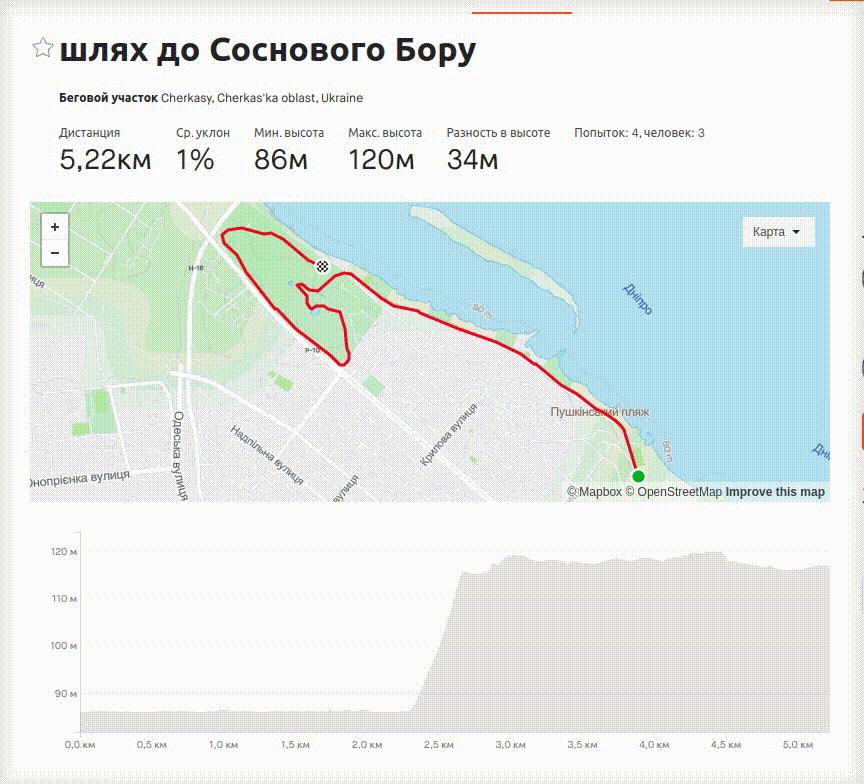 шлях до Соснового Бору
Беговой участок Cherkasy, Cherkas'ka oblast, Ukraine
Дистанция Ср. уклон Мин. высота Макс. высота Разность в высоте Попыток: 4, человек: 3
5,22км 1% 86м 120м 34м
+
−
Карта
Н-16
Дніпро
80 m
Р-10
Пушкінський пляж
Одеська вулиця
Надпільна вулиця
Крилова вулиця
80 m
Онопрієнка вулиця
вулиця
© Mapbox © OpenStreetMap Improve this map
120 м
110 м
100 м
90 м
0,0 км 0,5 км 1,0 км 1,5 км 2,0 км 2,5 км 3,0 км 3,5 км 4,0 км 4,5 км 5,0 км